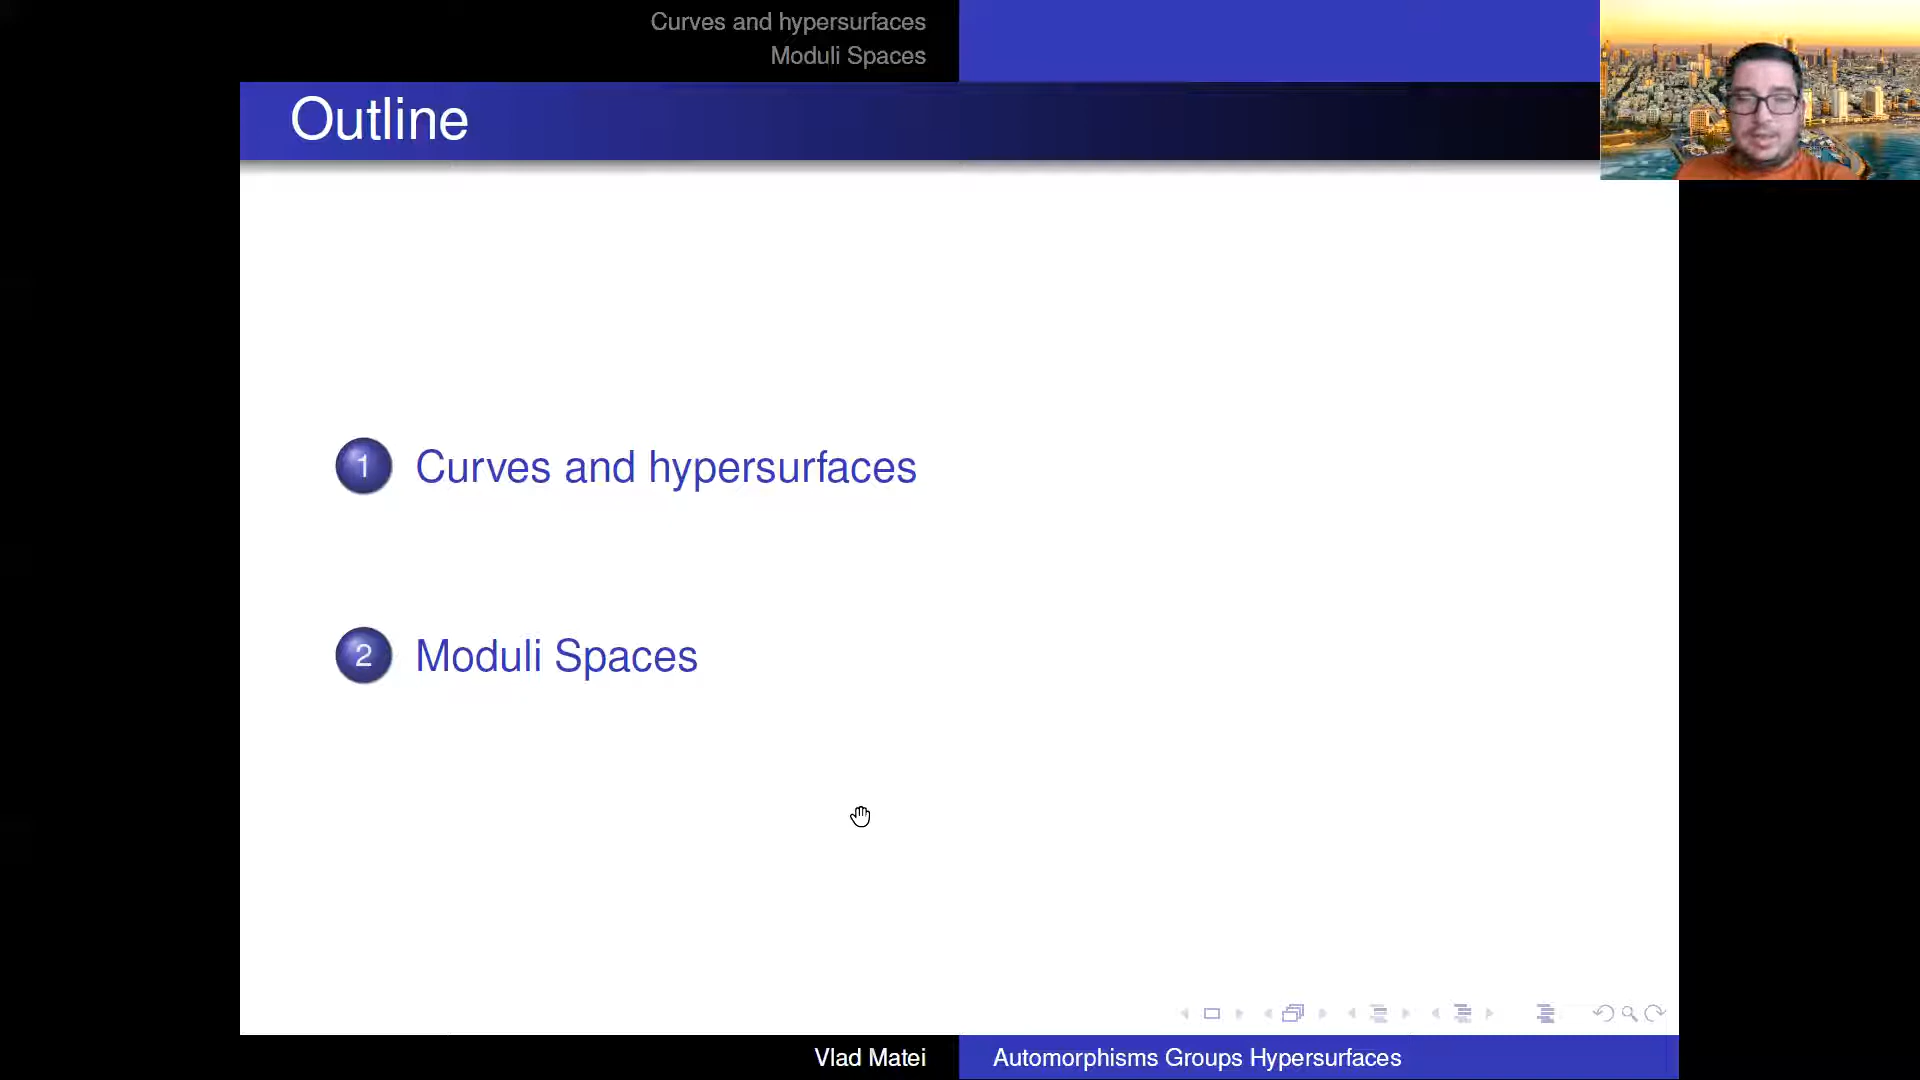 Curves and hypersurfaces
Moduli Spaces
Outline
1 Curves and hypersurfaces
2 Moduli Spaces
Vlad Matei
Automorphisms Groups Hypersurfaces